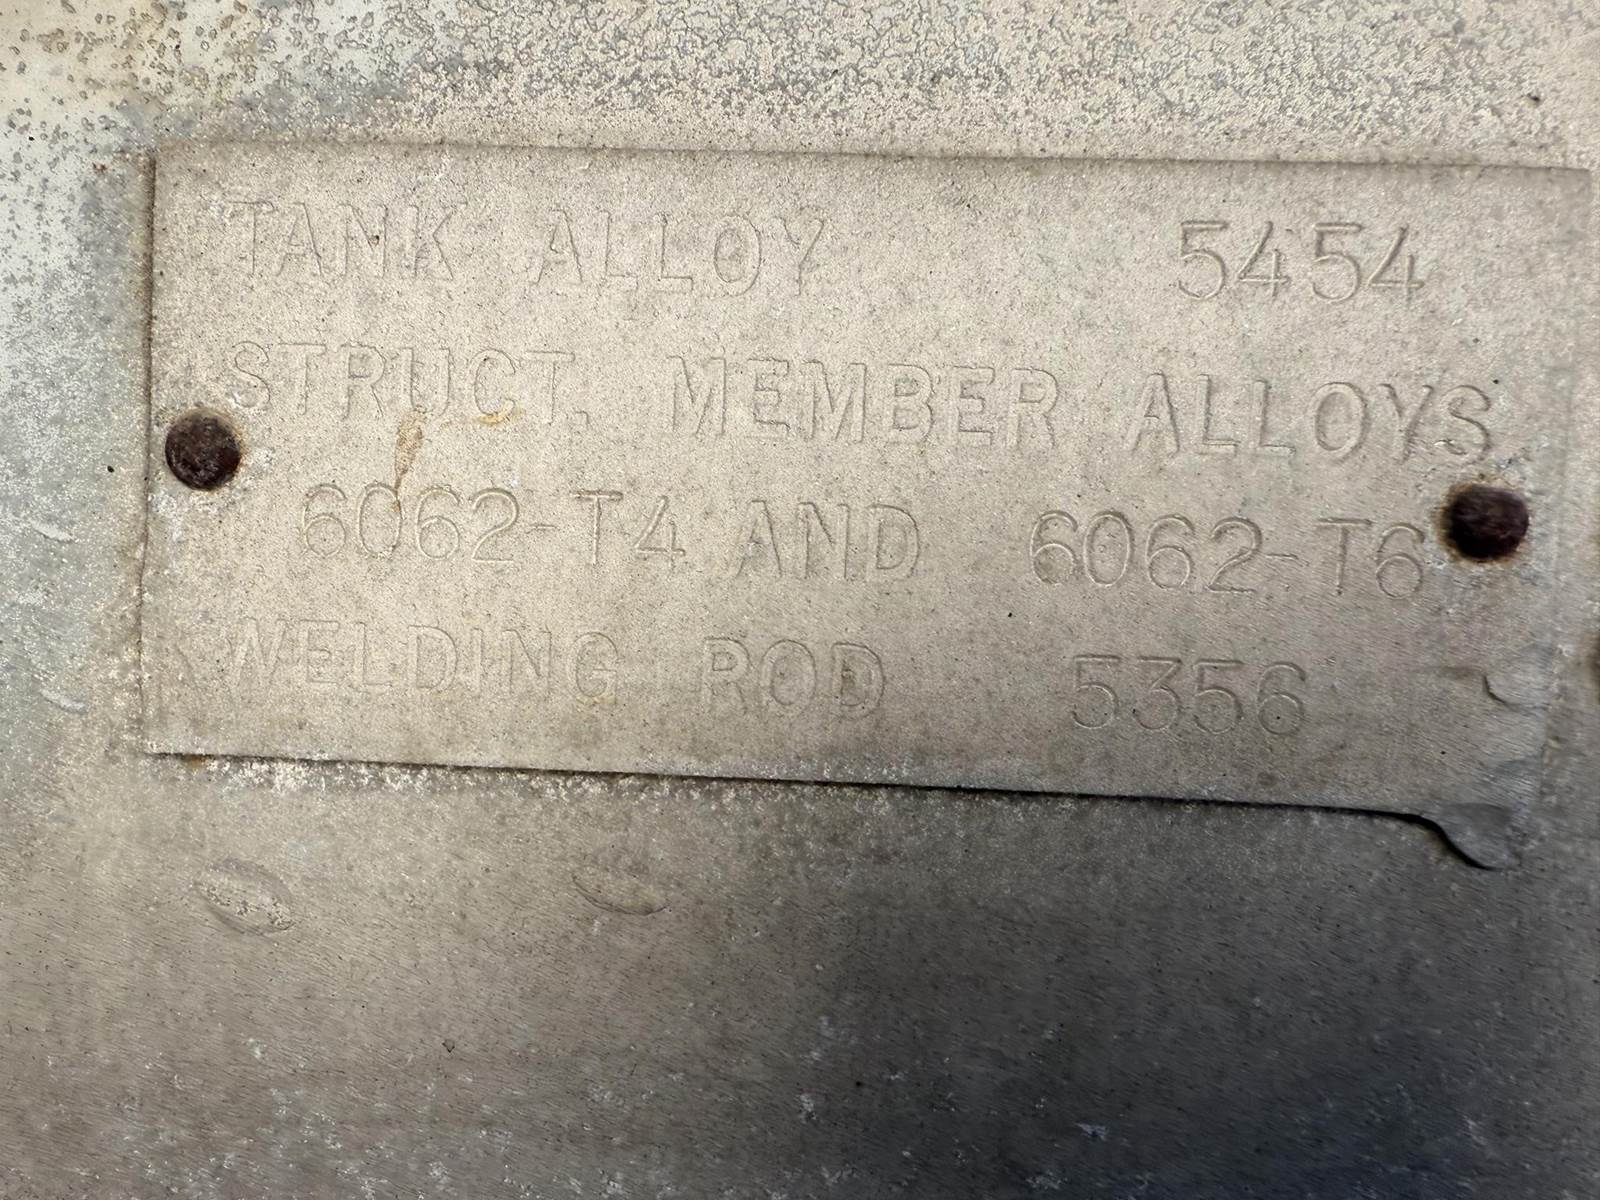 TANK ALLOY 5454
STRUCT. MEMBER ALLOYS
6062-T4 AND 6062-T6
WELDING ROD 5356